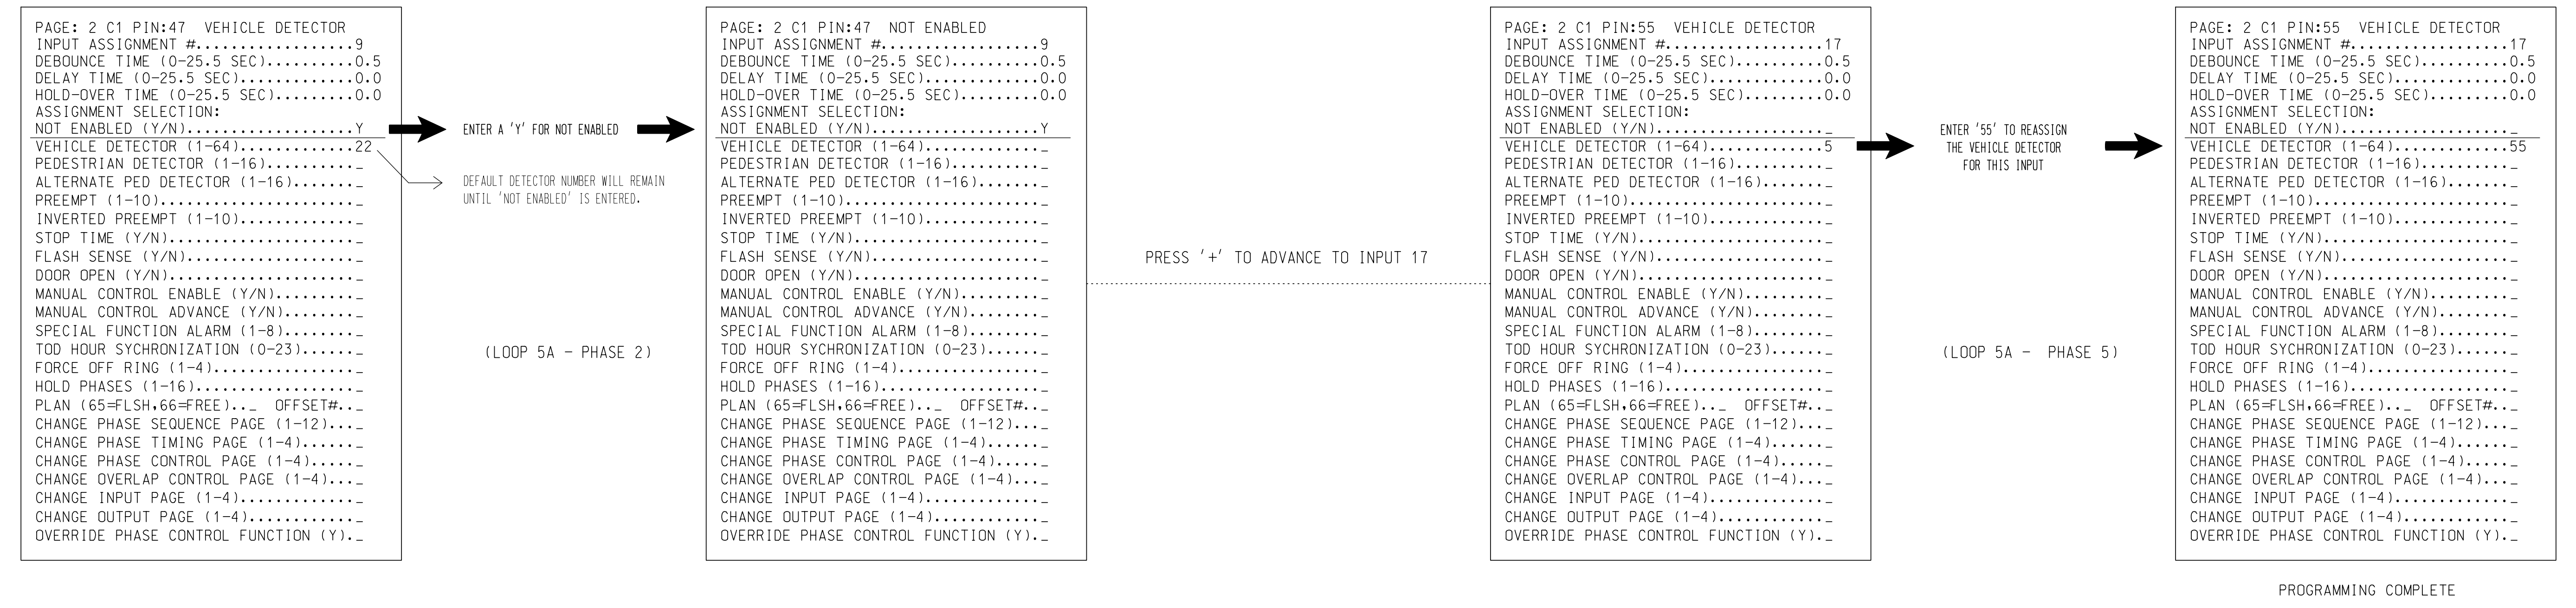 PAGE: 2 C1 PIN:47  VEHICLE DETECTOR
INPUT ASSIGNMENT #..................9
DEBOUNCE TIME (0-25.5 SEC)..........0.5
DELAY TIME (0-25.5 SEC).............0.0
HOLD-OVER TIME (0-25.5 SEC).........0.0
ASSIGNMENT SELECTION:
NOT ENABLED (Y/N)...................Y
VEHICLE DETECTOR (1-64).............22
PEDESTRIAN DETECTOR (1-16).........._
ALTERNATE PED DETECTOR (1-16)......._
PREEMPT (1-10)......................_
INVERTED PREEMPT (1-10)............._
STOP TIME (Y/N)....................._
FLASH SENSE (Y/N)..................._
DOOR OPEN (Y/N)....................._
MANUAL CONTROL ENABLE (Y/N)........._
MANUAL CONTROL ADVANCE (Y/N)........_
SPECIAL FUNCTION ALARM (1-8)........_
TOD HOUR SYCHRONIZATION (0-23)......_
FORCE OFF RING (1-4)................_
HOLD PHASES (1-16).................._
PLAN (65=FLSH,66=FREE).._  OFFSET#.._
CHANGE PHASE SEQUENCE PAGE (1-12)..._
CHANGE PHASE TIMING PAGE (1-4)......_
CHANGE PHASE CONTROL PAGE (1-4)....._
CHANGE OVERLAP CONTROL PAGE (1-4)..._
CHANGE INPUT PAGE (1-4)............._
CHANGE OUTPUT PAGE (1-4)............_
OVERRIDE PHASE CONTROL FUNCTION (Y)._
ENTER A 'Y' FOR NOT ENABLED
DEFAULT DETECTOR NUMBER WILL REMAIN
UNTIL 'NOT ENABLED' IS ENTERED.
(LOOP 5A - PHASE 2)
PAGE: 2 C1 PIN:47  NOT ENABLED
INPUT ASSIGNMENT #..................9
DEBOUNCE TIME (0-25.5 SEC)..........0.5
DELAY TIME (0-25.5 SEC).............0.0
HOLD-OVER TIME (0-25.5 SEC).........0.0
ASSIGNMENT SELECTION:
NOT ENABLED (Y/N)...................Y
VEHICLE DETECTOR (1-64)............._
PEDESTRIAN DETECTOR (1-16).........._
ALTERNATE PED DETECTOR (1-16)......._
PREEMPT (1-10)......................_
INVERTED PREEMPT (1-10)............._
STOP TIME (Y/N)....................._
FLASH SENSE (Y/N)..................._
DOOR OPEN (Y/N)....................._
MANUAL CONTROL ENABLE (Y/N)........._
MANUAL CONTROL ADVANCE (Y/N)........_
SPECIAL FUNCTION ALARM (1-8)........_
TOD HOUR SYCHRONIZATION (0-23)......_
FORCE OFF RING (1-4)................_
HOLD PHASES (1-16).................._
PLAN (65=FLSH,66=FREE).._  OFFSET#.._
CHANGE PHASE SEQUENCE PAGE (1-12)..._
CHANGE PHASE TIMING PAGE (1-4)......_
CHANGE PHASE CONTROL PAGE (1-4)....._
CHANGE OVERLAP CONTROL PAGE (1-4)..._
CHANGE INPUT PAGE (1-4)............._
CHANGE OUTPUT PAGE (1-4)............_
OVERRIDE PHASE CONTROL FUNCTION (Y)._
PRESS '+' TO ADVANCE TO INPUT 17
PAGE: 2 C1 PIN:55  VEHICLE DETECTOR
INPUT ASSIGNMENT #..................17
DEBOUNCE TIME (0-25.5 SEC)..........0.5
DELAY TIME (0-25.5 SEC).............0.0
HOLD-OVER TIME (0-25.5 SEC).........0.0
ASSIGNMENT SELECTION:
NOT ENABLED (Y/N)..................._
VEHICLE DETECTOR (1-64).............5
PEDESTRIAN DETECTOR (1-16).........._
ALTERNATE PED DETECTOR (1-16)......._
PREEMPT (1-10)......................_
INVERTED PREEMPT (1-10)............._
STOP TIME (Y/N)....................._
FLASH SENSE (Y/N)..................._
DOOR OPEN (Y/N)....................._
MANUAL CONTROL ENABLE (Y/N)........._
MANUAL CONTROL ADVANCE (Y/N)........_
SPECIAL FUNCTION ALARM (1-8)........_
TOD HOUR SYCHRONIZATION (0-23)......_
FORCE OFF RING (1-4)................_
HOLD PHASES (1-16).................._
PLAN (65=FLSH,66=FREE).._  OFFSET#.._
CHANGE PHASE SEQUENCE PAGE (1-12)..._
CHANGE PHASE TIMING PAGE (1-4)......_
CHANGE PHASE CONTROL PAGE (1-4)....._
CHANGE OVERLAP CONTROL PAGE (1-4)..._
CHANGE INPUT PAGE (1-4)............._
CHANGE OUTPUT PAGE (1-4)............_
OVERRIDE PHASE CONTROL FUNCTION (Y)._
ENTER '55' TO REASSIGN
THE VEHICLE DETECTOR
FOR THIS INPUT
(LOOP 5A -  PHASE 5)
PAGE: 2 C1 PIN:55  VEHICLE DETECTOR
INPUT ASSIGNMENT #..................17
DEBOUNCE TIME (0-25.5 SEC)..........0.5
DELAY TIME (0-25.5 SEC).............0.0
HOLD-OVER TIME (0-25.5 SEC).........0.0
ASSIGNMENT SELECTION:
NOT ENABLED (Y/N)..................._
VEHICLE DETECTOR (1-64).............55
PEDESTRIAN DETECTOR (1-16).........._
ALTERNATE PED DETECTOR (1-16)......._
PREEMPT (1-10)......................_
INVERTED PREEMPT (1-10)............._
STOP TIME (Y/N)....................._
FLASH SENSE (Y/N)..................._
DOOR OPEN (Y/N)....................._
MANUAL CONTROL ENABLE (Y/N)........._
MANUAL CONTROL ADVANCE (Y/N)........_
SPECIAL FUNCTION ALARM (1-8)........_
TOD HOUR SYCHRONIZATION (0-23)......_
FORCE OFF RING (1-4)................_
HOLD PHASES (1-16).................._
PLAN (65=FLSH,66=FREE).._  OFFSET#.._
CHANGE PHASE SEQUENCE PAGE (1-12)..._
CHANGE PHASE TIMING PAGE (1-4)......_
CHANGE PHASE CONTROL PAGE (1-4)....._
CHANGE OVERLAP CONTROL PAGE (1-4)..._
CHANGE INPUT PAGE (1-4)............._
CHANGE OUTPUT PAGE (1-4)............_
OVERRIDE PHASE CONTROL FUNCTION (Y)._
PROGRAMMING COMPLETE